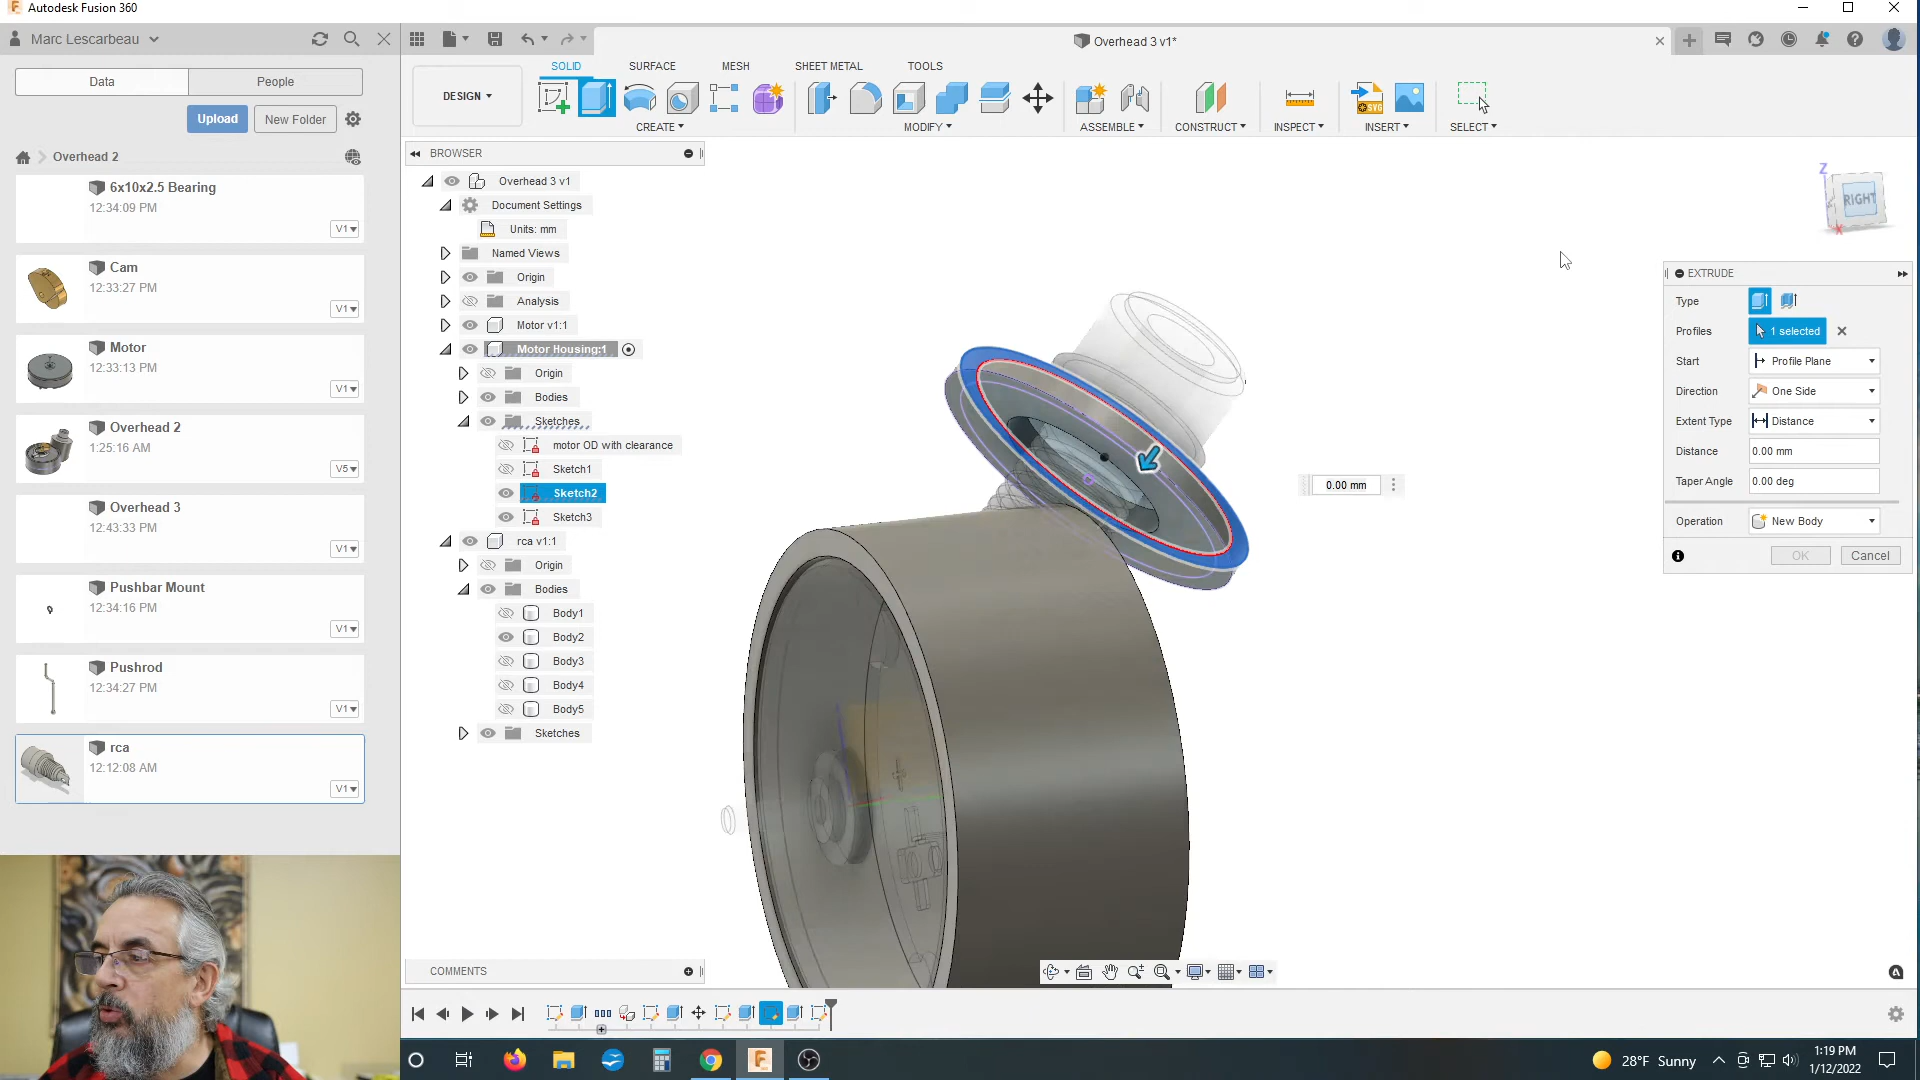 Autodesk Fusion 360
Marc Lescarbeau
Overhead 3 v1*
Data
People
Upload
New Folder
Overhead 2
6x10x2.5 Bearing
12:34:09 PM
V1
Cam
12:33:27 PM
V1
Motor
12:33:13 PM
V1
Overhead 2
1:25:16 AM
V5
Overhead 3
12:43:33 PM
V1
Pushbar Mount
12:34:16 PM
V1
Pushrod
12:34:27 PM
V1
rca
12:12:08 AM
V1
SOLID
SURFACE
MESH
SHEET METAL
TOOLS
DESIGN
CREATE
MODIFY
ASSEMBLE
CONSTRUCT
INSPECT
INSERT
SELECT
SVG
BROWSER
Overhead 3 v1
Document Settings
Units: mm
Named Views
Origin
Analysis
Motor v1:1
Motor Housing:1
Origin
Bodies
Sketches
motor OD with clearance
Sketch1
Sketch2
Sketch3
rca v1:1
Origin
Bodies
Body1
Body2
Body3
Body4
Body5
Sketches
COMMENTS
0.00 mm
Z
RIGHT
X
EXTRUDE
Type
Profiles
1 selected
Start
Profile Plane
Direction
One Side
Extent Type
Distance
Distance
0.00 mm
Taper Angle
0.00 deg
Operation
New Body
OK
Cancel
28°F Sunny
1:19 PM
1/12/2022